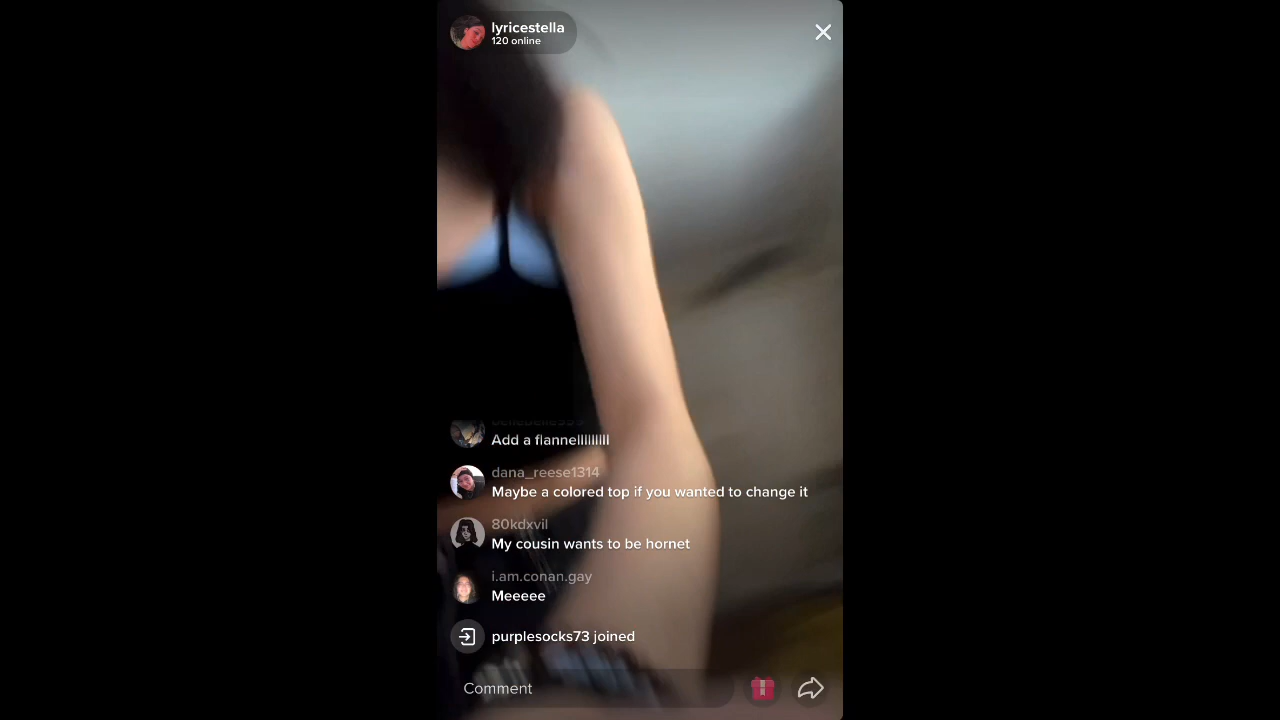 lyricestella
120 online
Add a flannelllllllll
dana_reese1314
Maybe a colored top if you wanted to change it
80kdxvil
My cousin wants to be hornet
i.am.conan.gay
Meeeee
purplesocks73 joined
Comment